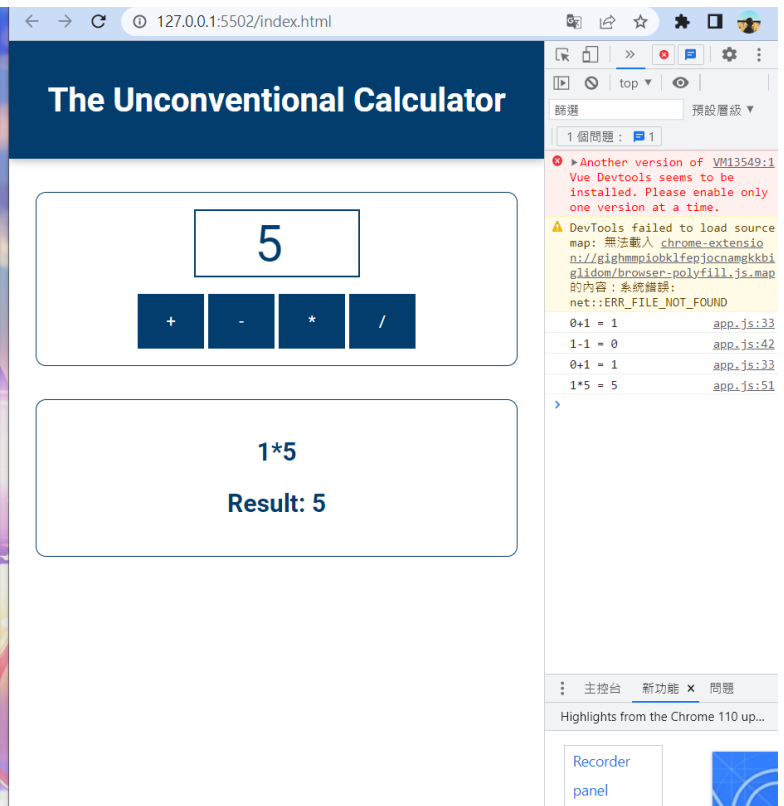 127.0.0.1:5502/index.html
The Unconventional Calculator
5
+ - * /
1*5
Result: 5
top ▼
篩選 預設層級 ▼
1 個問題： 1
▶Another version of VM13549:1
Vue Devtools seems to be
installed. Please enable only
one version at a time.
DevTools failed to load source
map: 無法載入 chrome-extensio
n://gighmmpiobklfepjocnamgkkbi
glidom/browser-polyfill.js.map
的內容：系統錯誤:
net::ERR_FILE_NOT_FOUND
0+1 = 1 app.js:33
1-1 = 0 app.js:42
0+1 = 1 app.js:33
1*5 = 5 app.js:51
主控台 新功能 × 問題
Highlights from the Chrome 110 up...
Recorder
panel